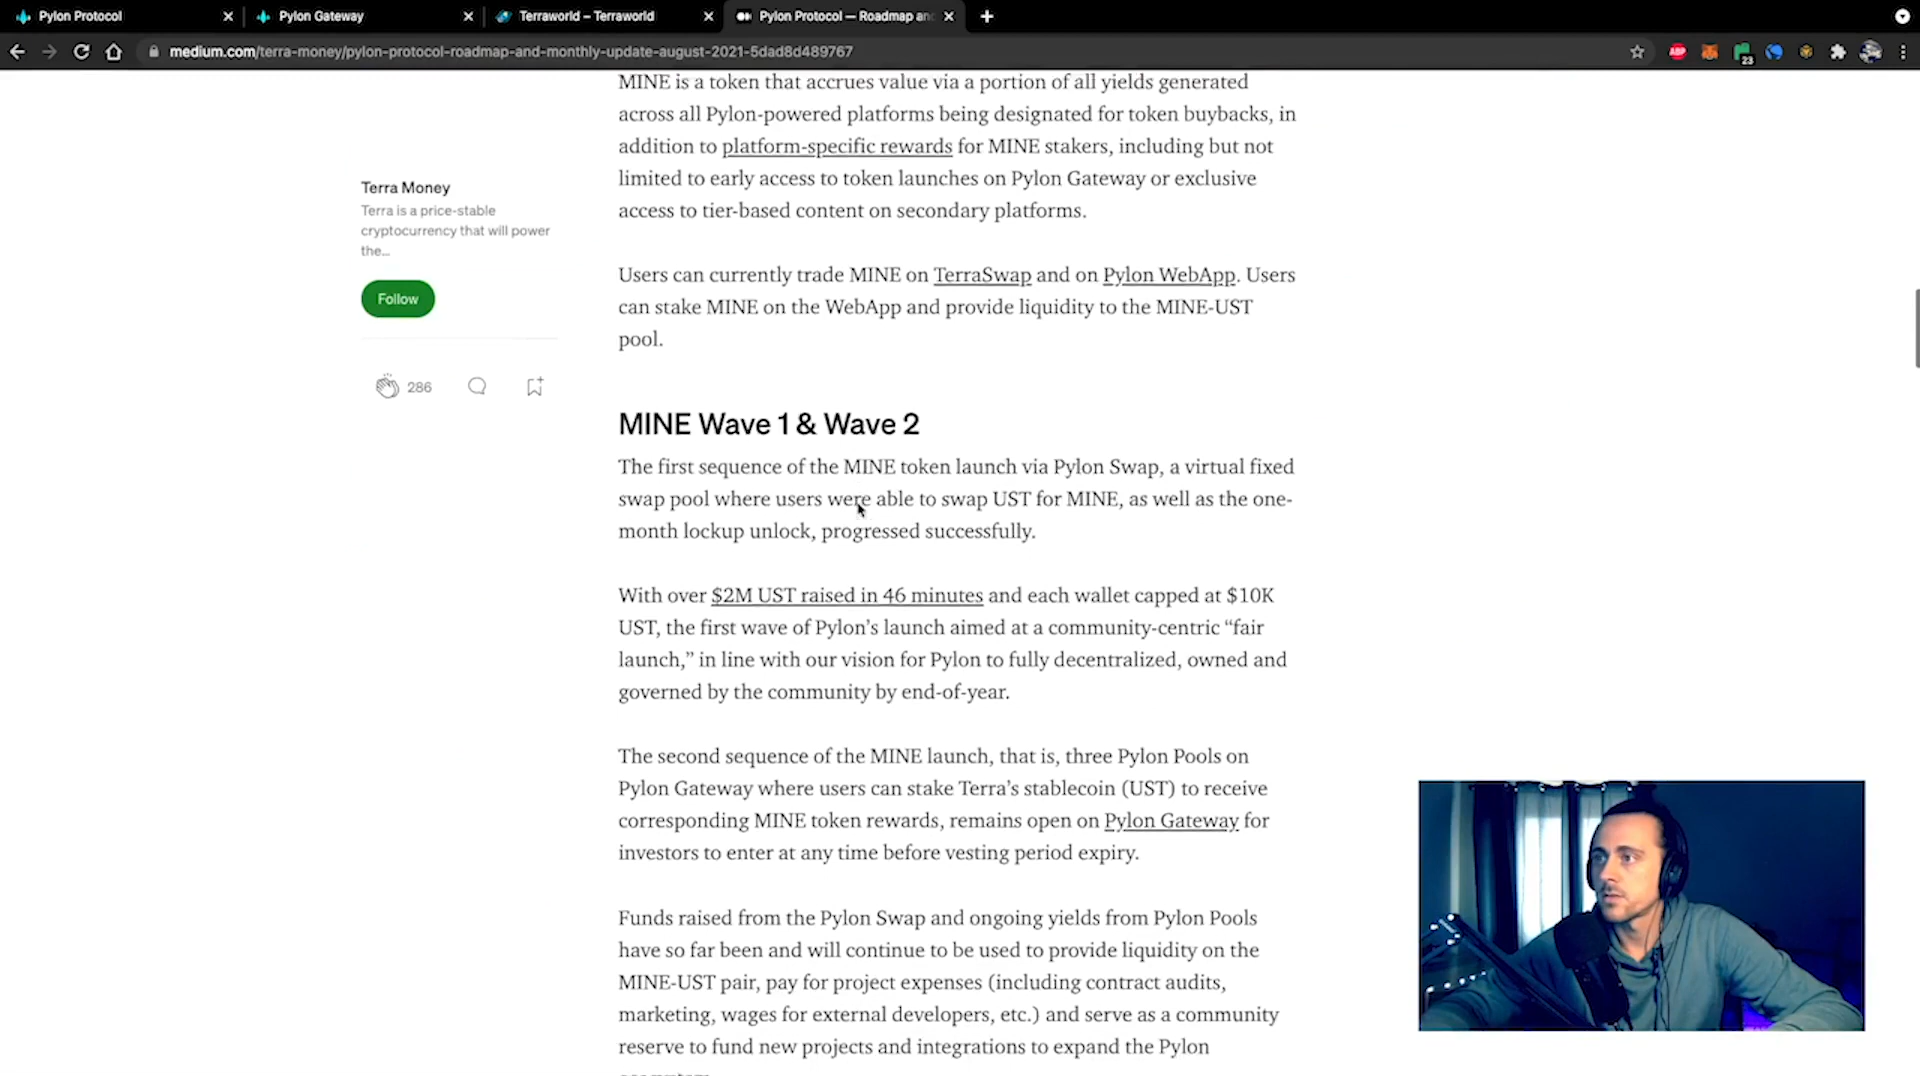 Pylon Protocol
Pylon Gateway
Terraworld – Terraworld
Pylon Protocol — Roadmap an
medium.com/terra-money/pylon-protocol-roadmap-and-monthly-update-august-2021-5dad8d489767
ABP
23
MINE is a token that accrues value via a portion of all yields generated
across all Pylon-powered platforms being designated for token buybacks, in
addition to platform-specific rewards for MINE stakers, including but not
limited to early access to token launches on Pylon Gateway or exclusive
access to tier-based content on secondary platforms.
Terra Money
Terra is a price-stable
cryptocurrency that will power
the...
Follow
286
Users can currently trade MINE on TerraSwap and on Pylon WebApp. Users
can stake MINE on the WebApp and provide liquidity to the MINE-UST
pool.
MINE Wave 1 & Wave 2
The first sequence of the MINE token launch via Pylon Swap, a virtual fixed
swap pool where users were able to swap UST for MINE, as well as the one-
month lockup unlock, progressed successfully.
With over $2M UST raised in 46 minutes and each wallet capped at $10K
UST, the first wave of Pylon’s launch aimed at a community-centric “fair
launch,” in line with our vision for Pylon to fully decentralized, owned and
governed by the community by end-of-year.
The second sequence of the MINE launch, that is, three Pylon Pools on
Pylon Gateway where users can stake Terra’s stablecoin (UST) to receive
corresponding MINE token rewards, remains open on Pylon Gateway for
investors to enter at any time before vesting period expiry.
Funds raised from the Pylon Swap and ongoing yields from Pylon Pools
have so far been and will continue to be used to provide liquidity on the
MINE-UST pair, pay for project expenses (including contract audits,
marketing, wages for external developers, etc.) and serve as a community
reserve to fund new projects and integrations to expand the Pylon